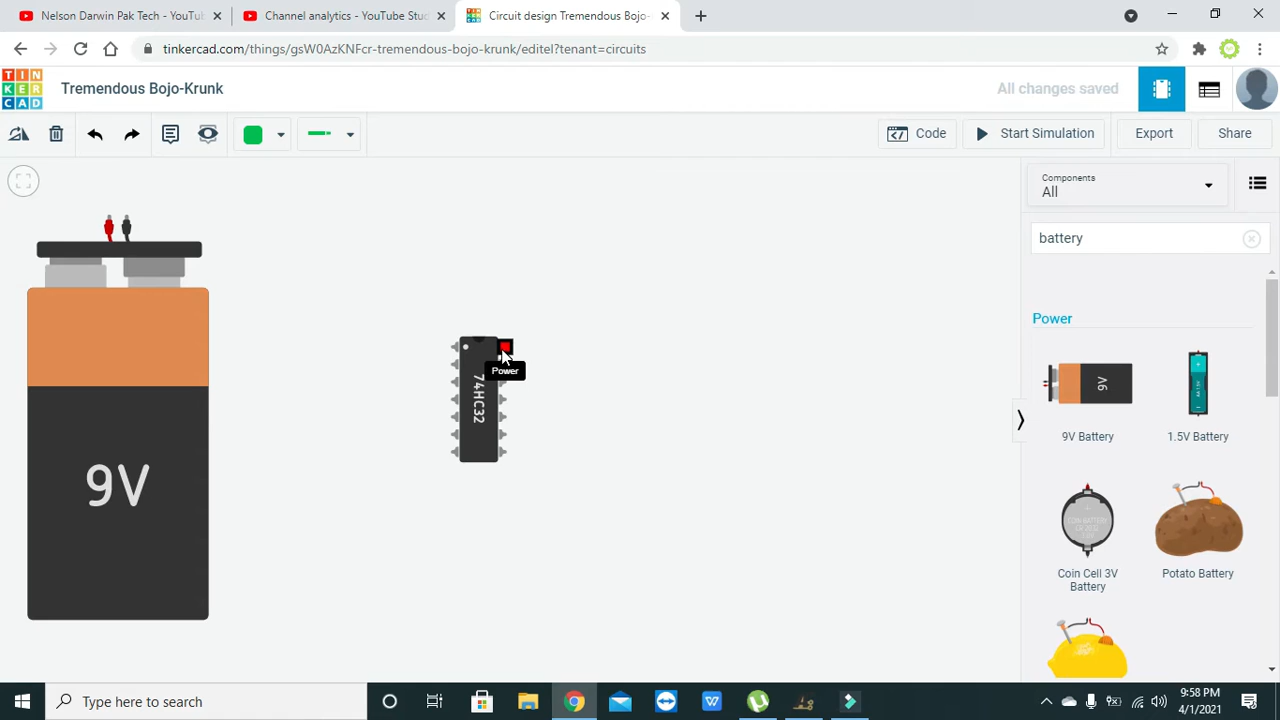 Nelson Darwin Pak Tech - YouTu
Channel analytics - YouTube Stud
Circuit design Tremendous Bojo-
tinkercad.com/things/gsW0AzKNFcr-tremendous-bojo-krunk/editel?tenant=circuits
TIN
KER
CAD
Tremendous Bojo-Krunk
All changes saved
Code
Start Simulation
Export
Share
Components
All
battery
Power
9V
9V Battery
1.5V Battery
COIN BATTERY
Coin Cell 3V
Battery
Potato Battery
9V
74HC32
Power
Type here to search
9:58 PM
4/1/2021